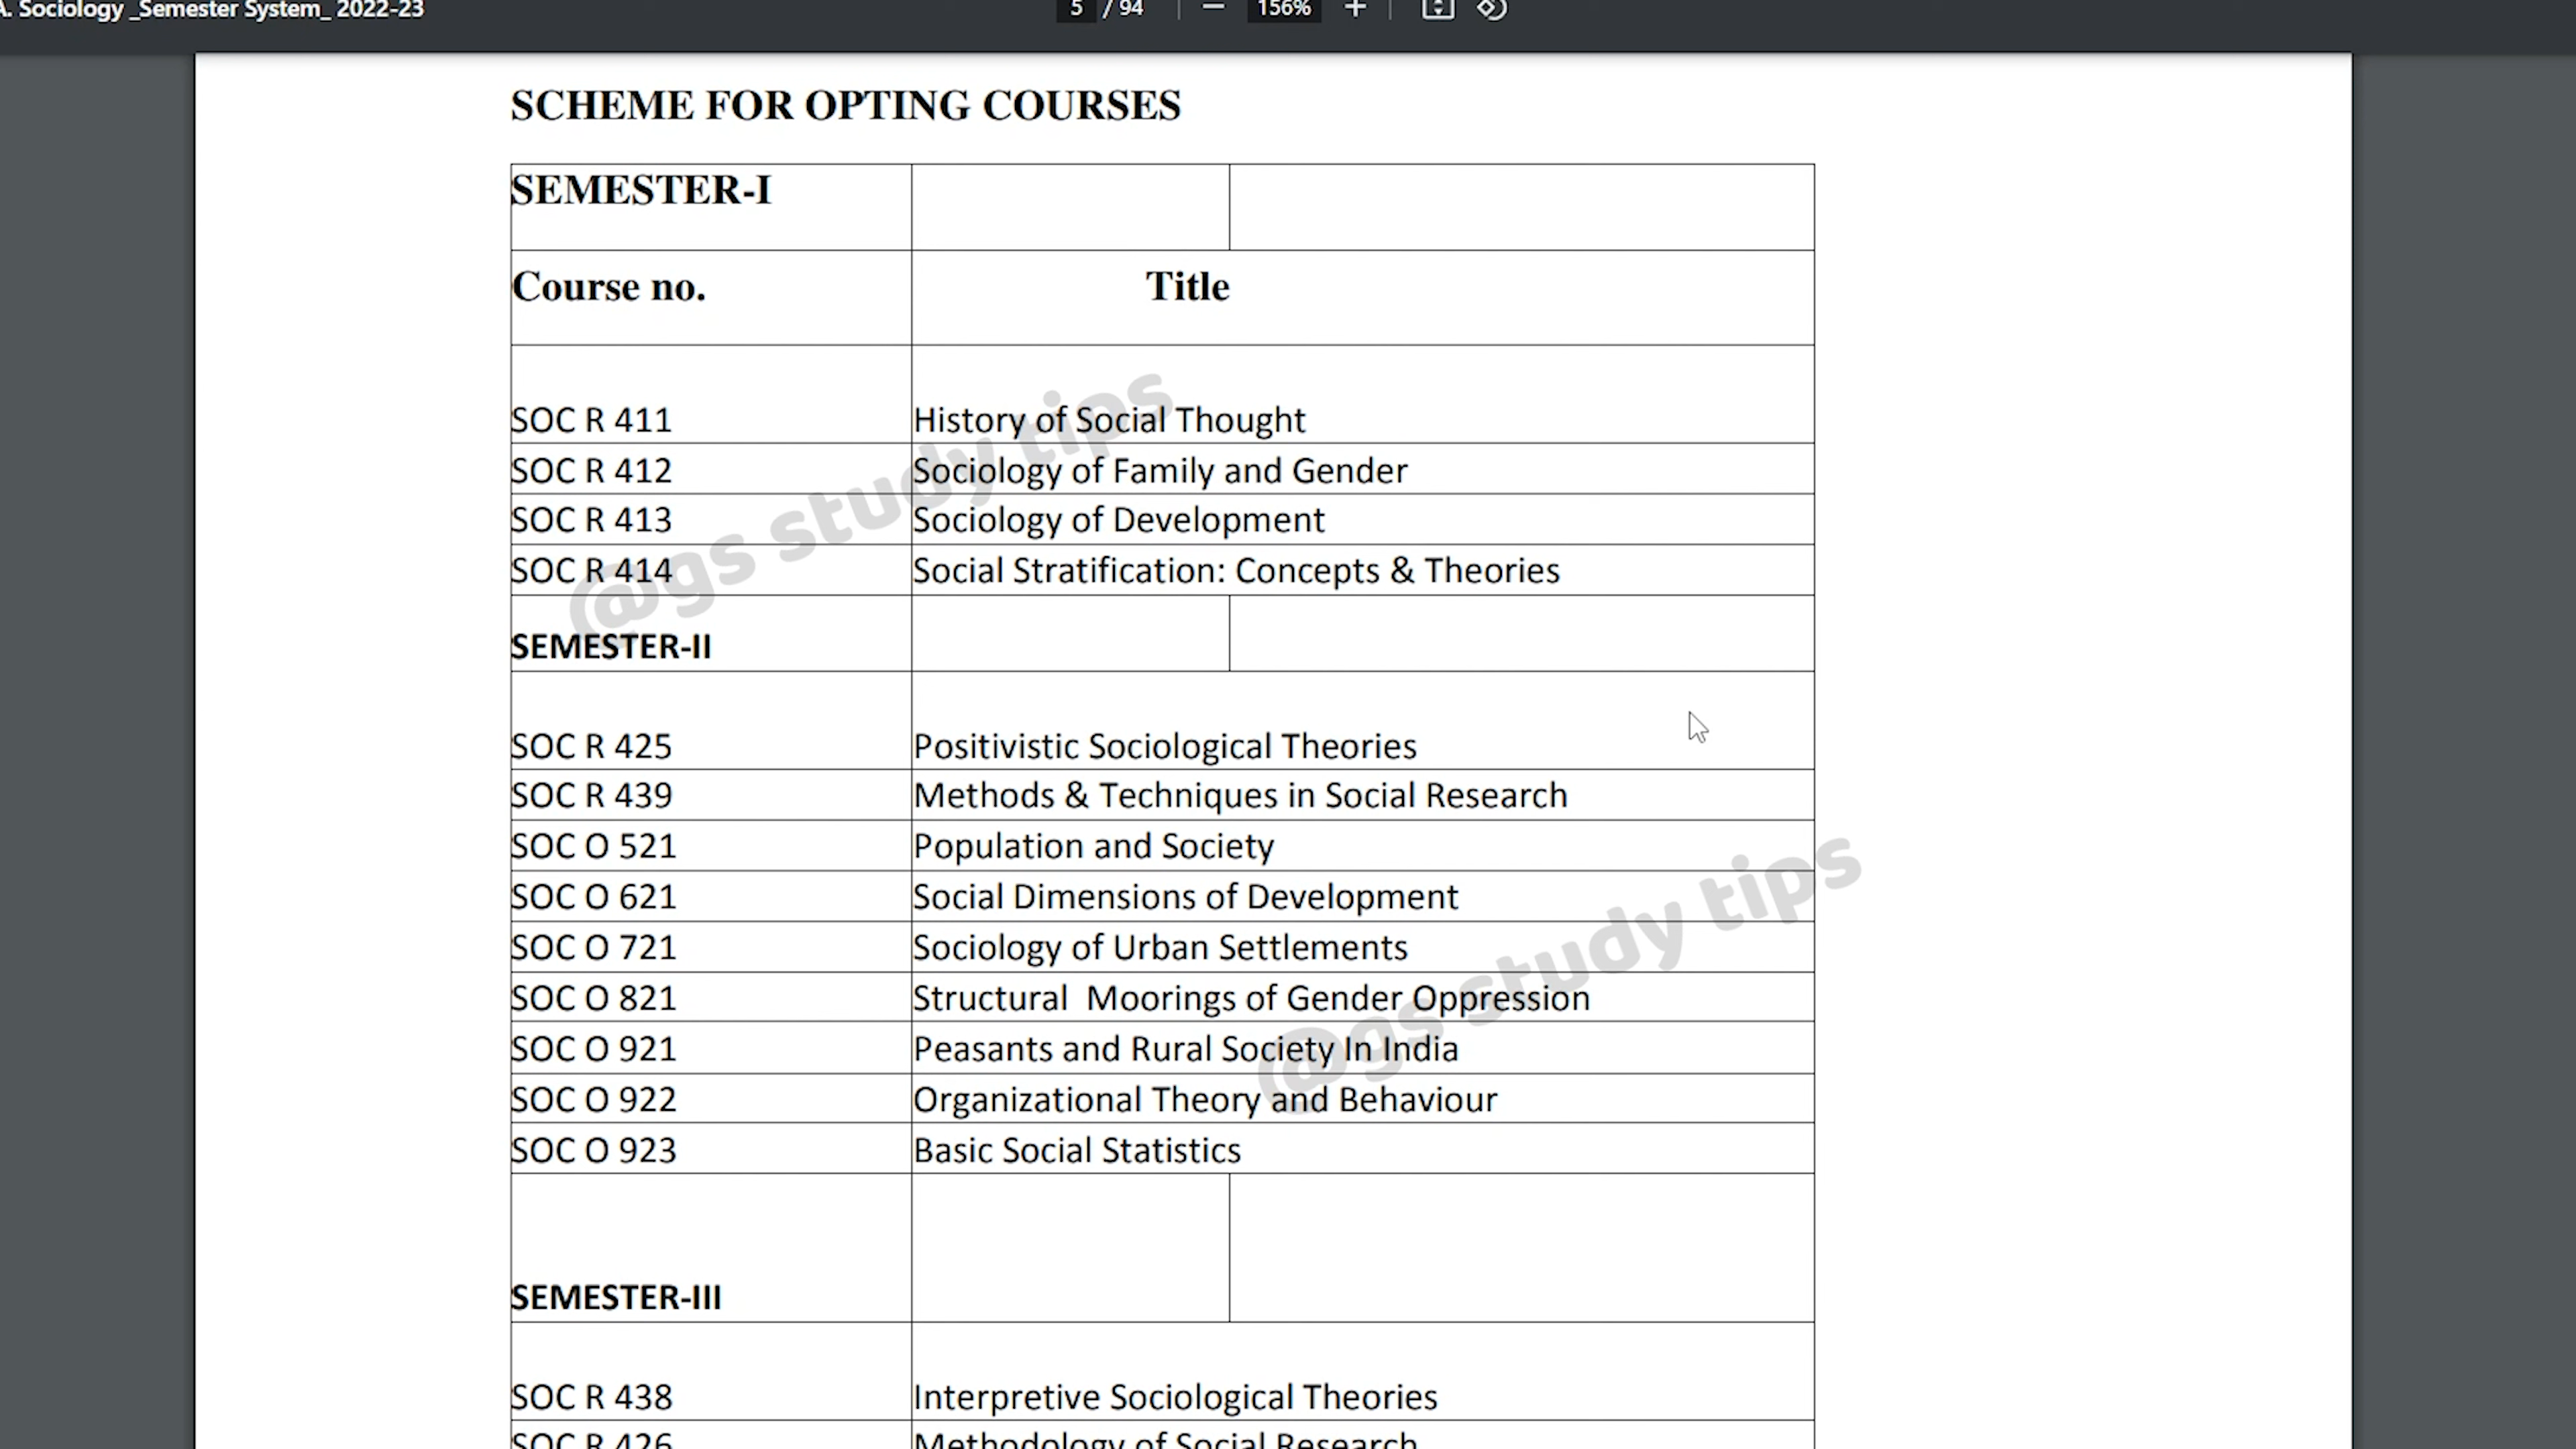 A. Sociology _Semester System_ 2022-23
5 / 94 156%
SCHEME FOR OPTING COURSES
SEMESTER-I
Course no. Title
SOC R 411 History of Social Thought
SOC R 412 Sociology of Family and Gender
SOC R 413 Sociology of Development
SOC R 414 Social Stratification: Concepts & Theories
@gs study tips
SEMESTER-II
SOC R 425 Positivistic Sociological Theories
SOC R 439 Methods & Techniques in Social Research
SOC O 521 Population and Society
SOC O 621 Social Dimensions of Development
SOC O 721 Sociology of Urban Settlements
SOC O 821 Structural  Moorings of Gender Oppression
SOC O 921 Peasants and Rural Society In India
SOC O 922 Organizational Theory and Behaviour
SOC O 923 Basic Social Statistics
@gs study tips
SEMESTER-III
SOC R 438 Interpretive Sociological Theories
SOC R 426 Methodology of Social Research